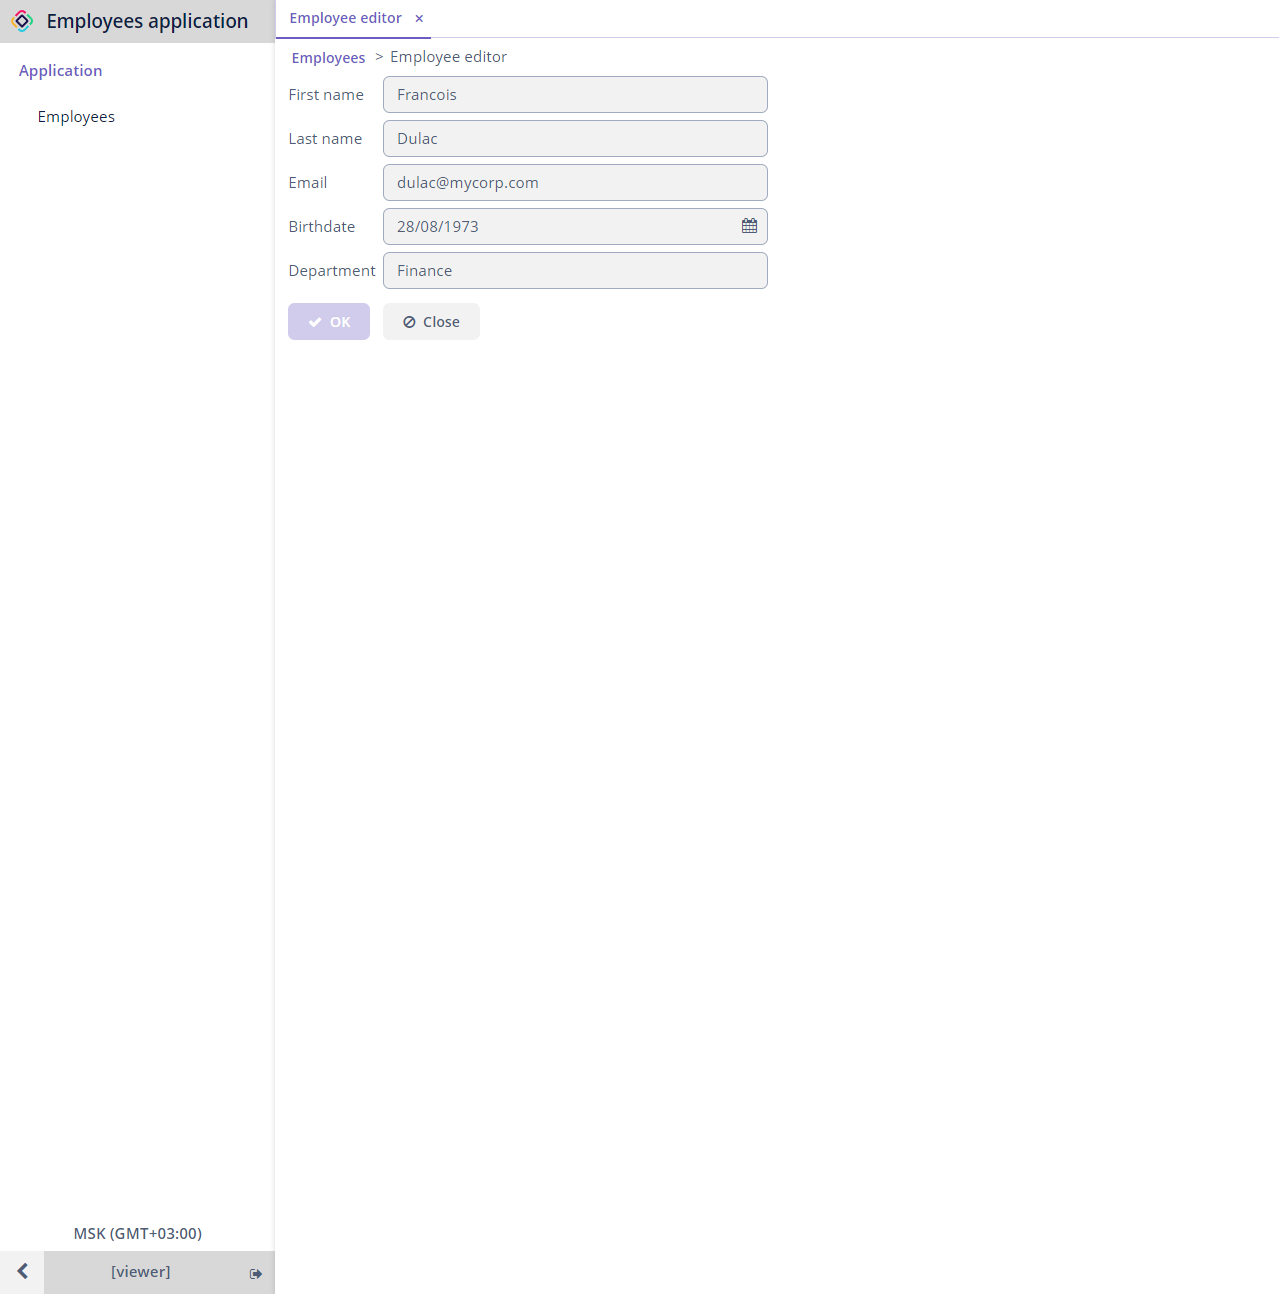 Employees application
Application
Employees
MSK (GMT+03:00)
[viewer]
Employee editor ×
Employees > Employee editor
First name Francois
Last name Dulac
Email dulac@mycorp.com
Birthdate 28/08/1973
Department Finance
OK Close